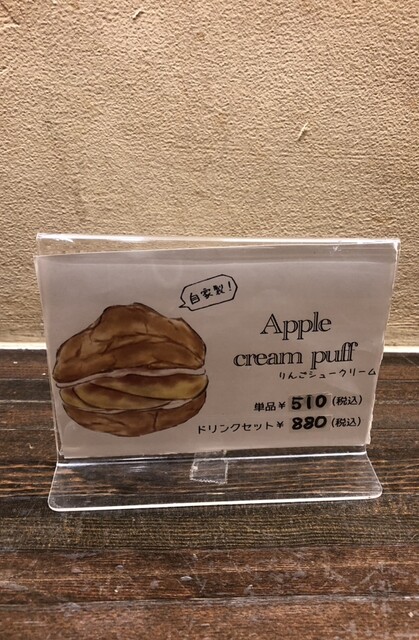 自家製!
Apple
cream puff
りんごシュークリーム
単品¥510(税込)
ドリンクセット¥880(税込)